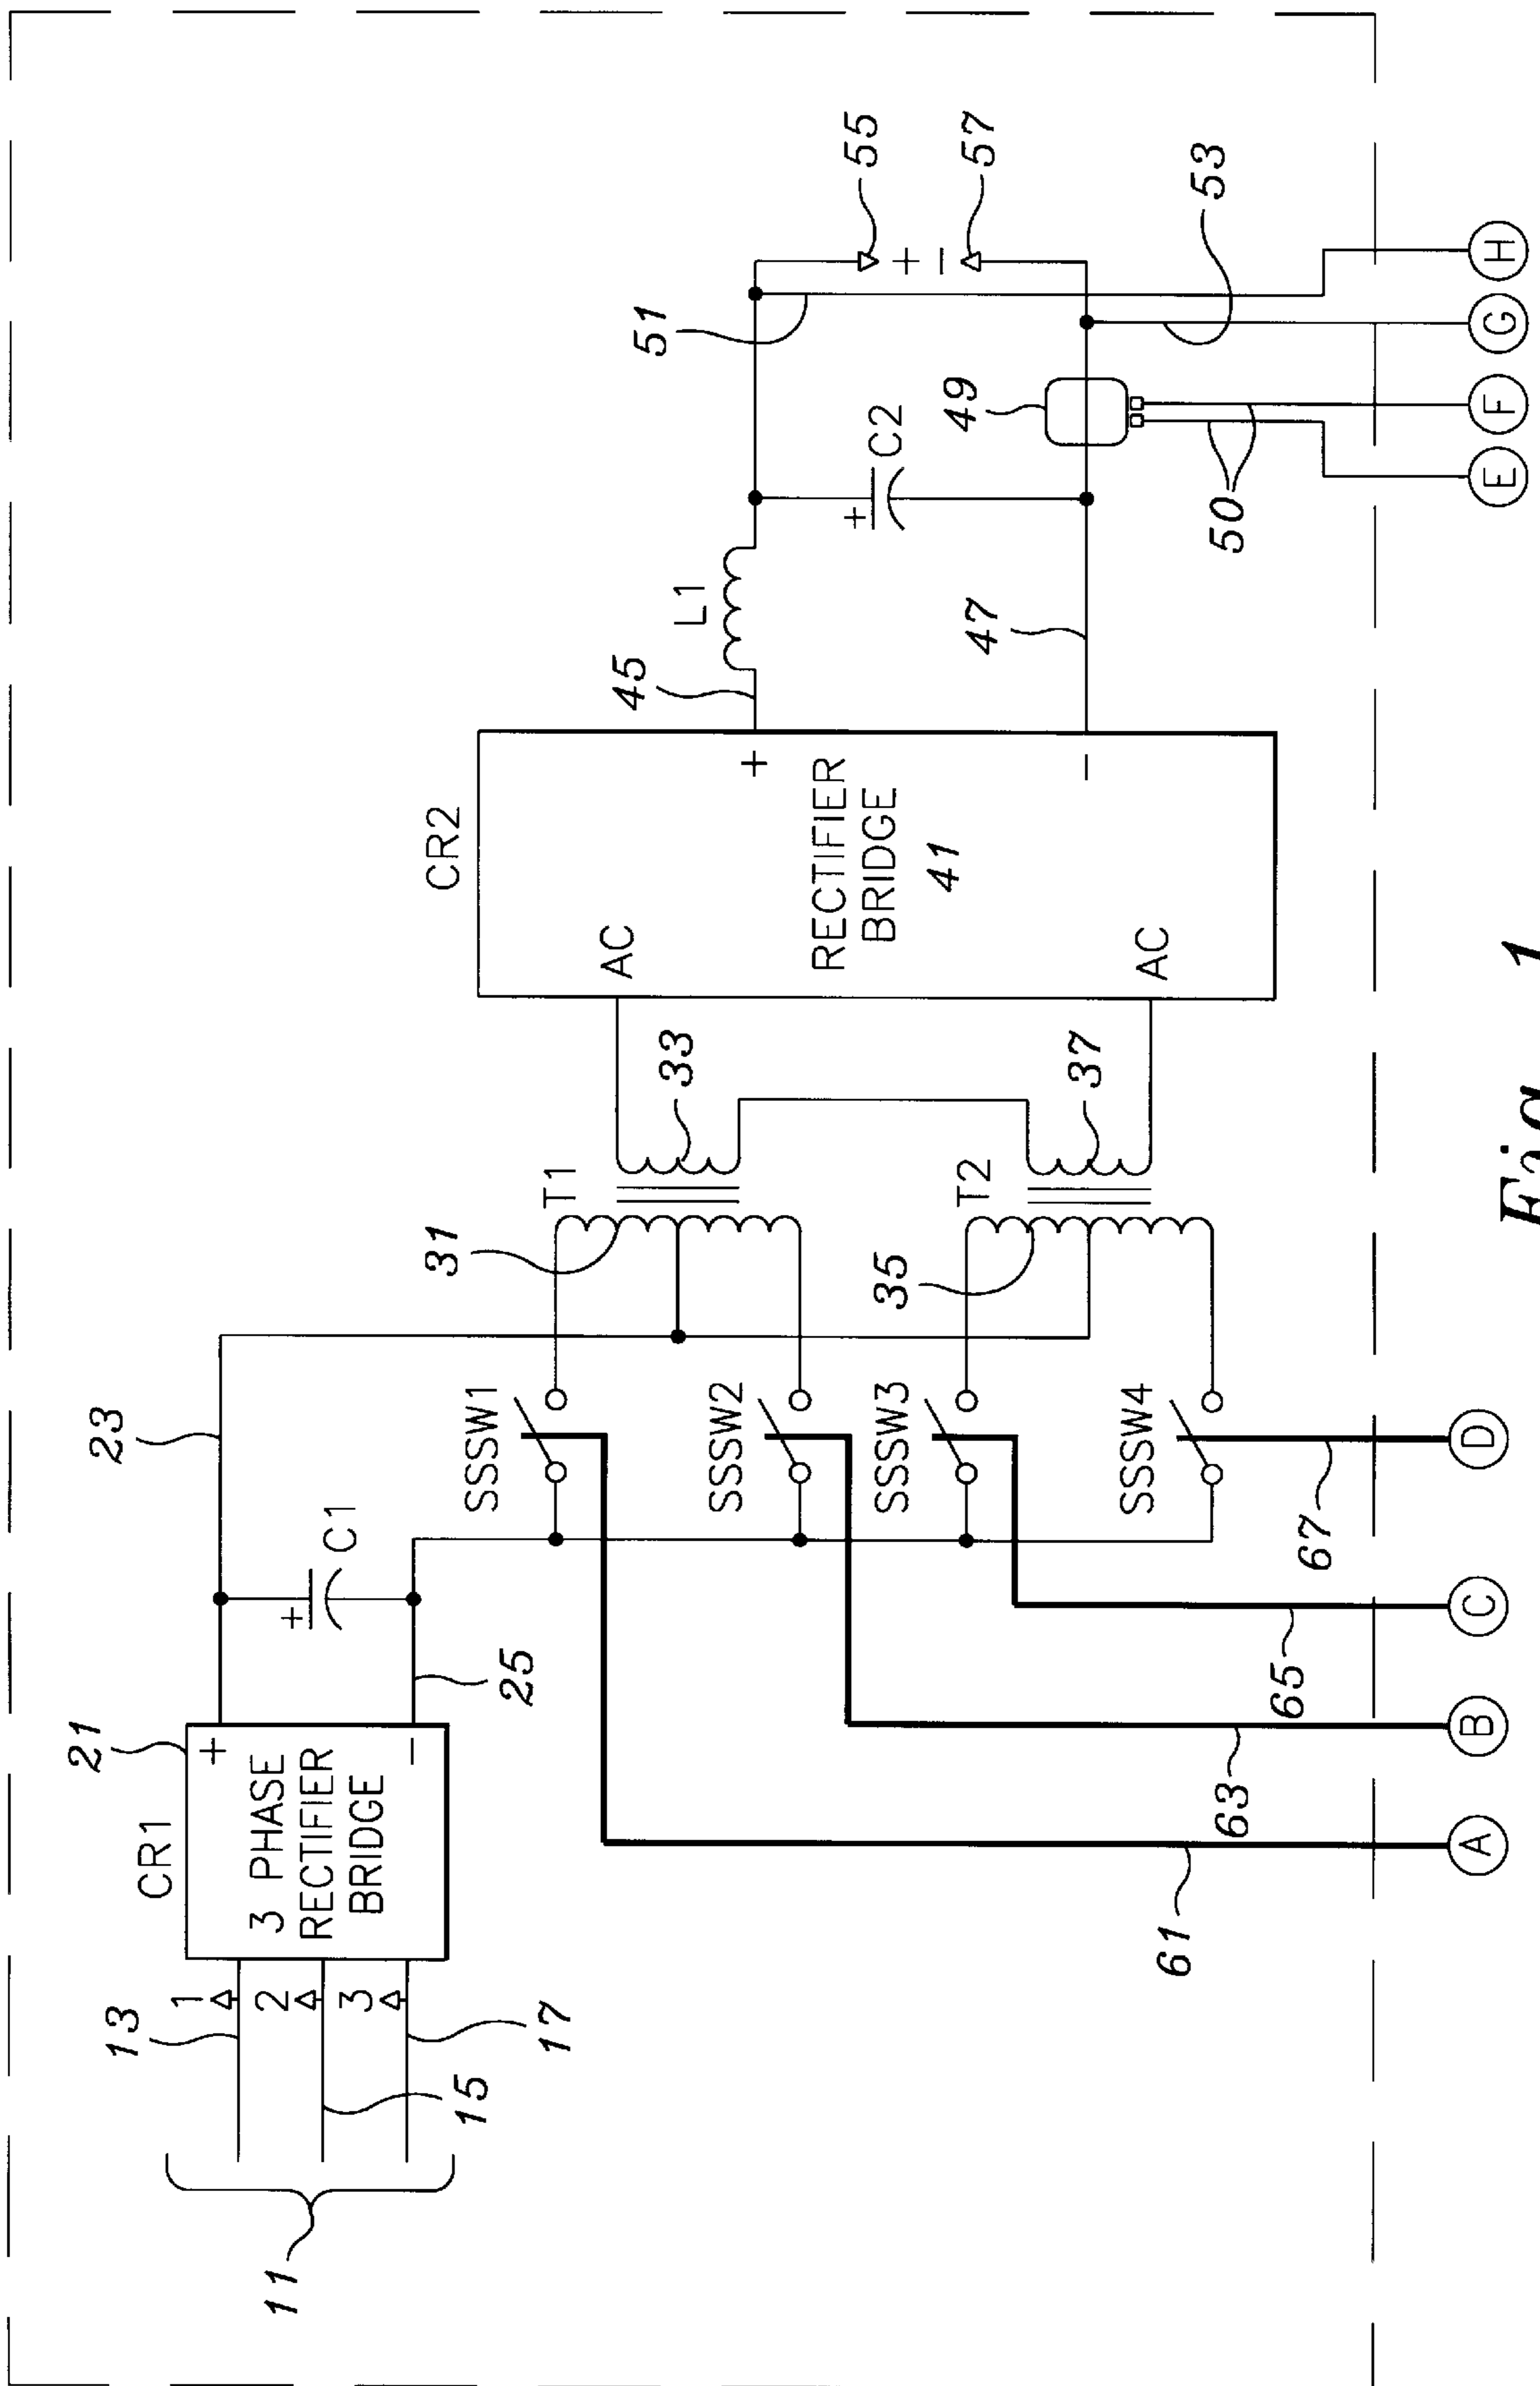 11
13
15
17
1
2
3
CR1
21
3 PHASE
RECTIFIER
BRIDGE
+
−
25
23
+
C1
SSSW1
SSSW2
SSSW3
SSSW4
31
T1
33
35
T2
37
CR2
AC
AC
RECTIFIER
BRIDGE
41
+
−
45
L1
47
+
C2
49
50
51
53
55
+
−
57
61
63
65
67
A
B
C
D
E
F
G
H
Fig. 1